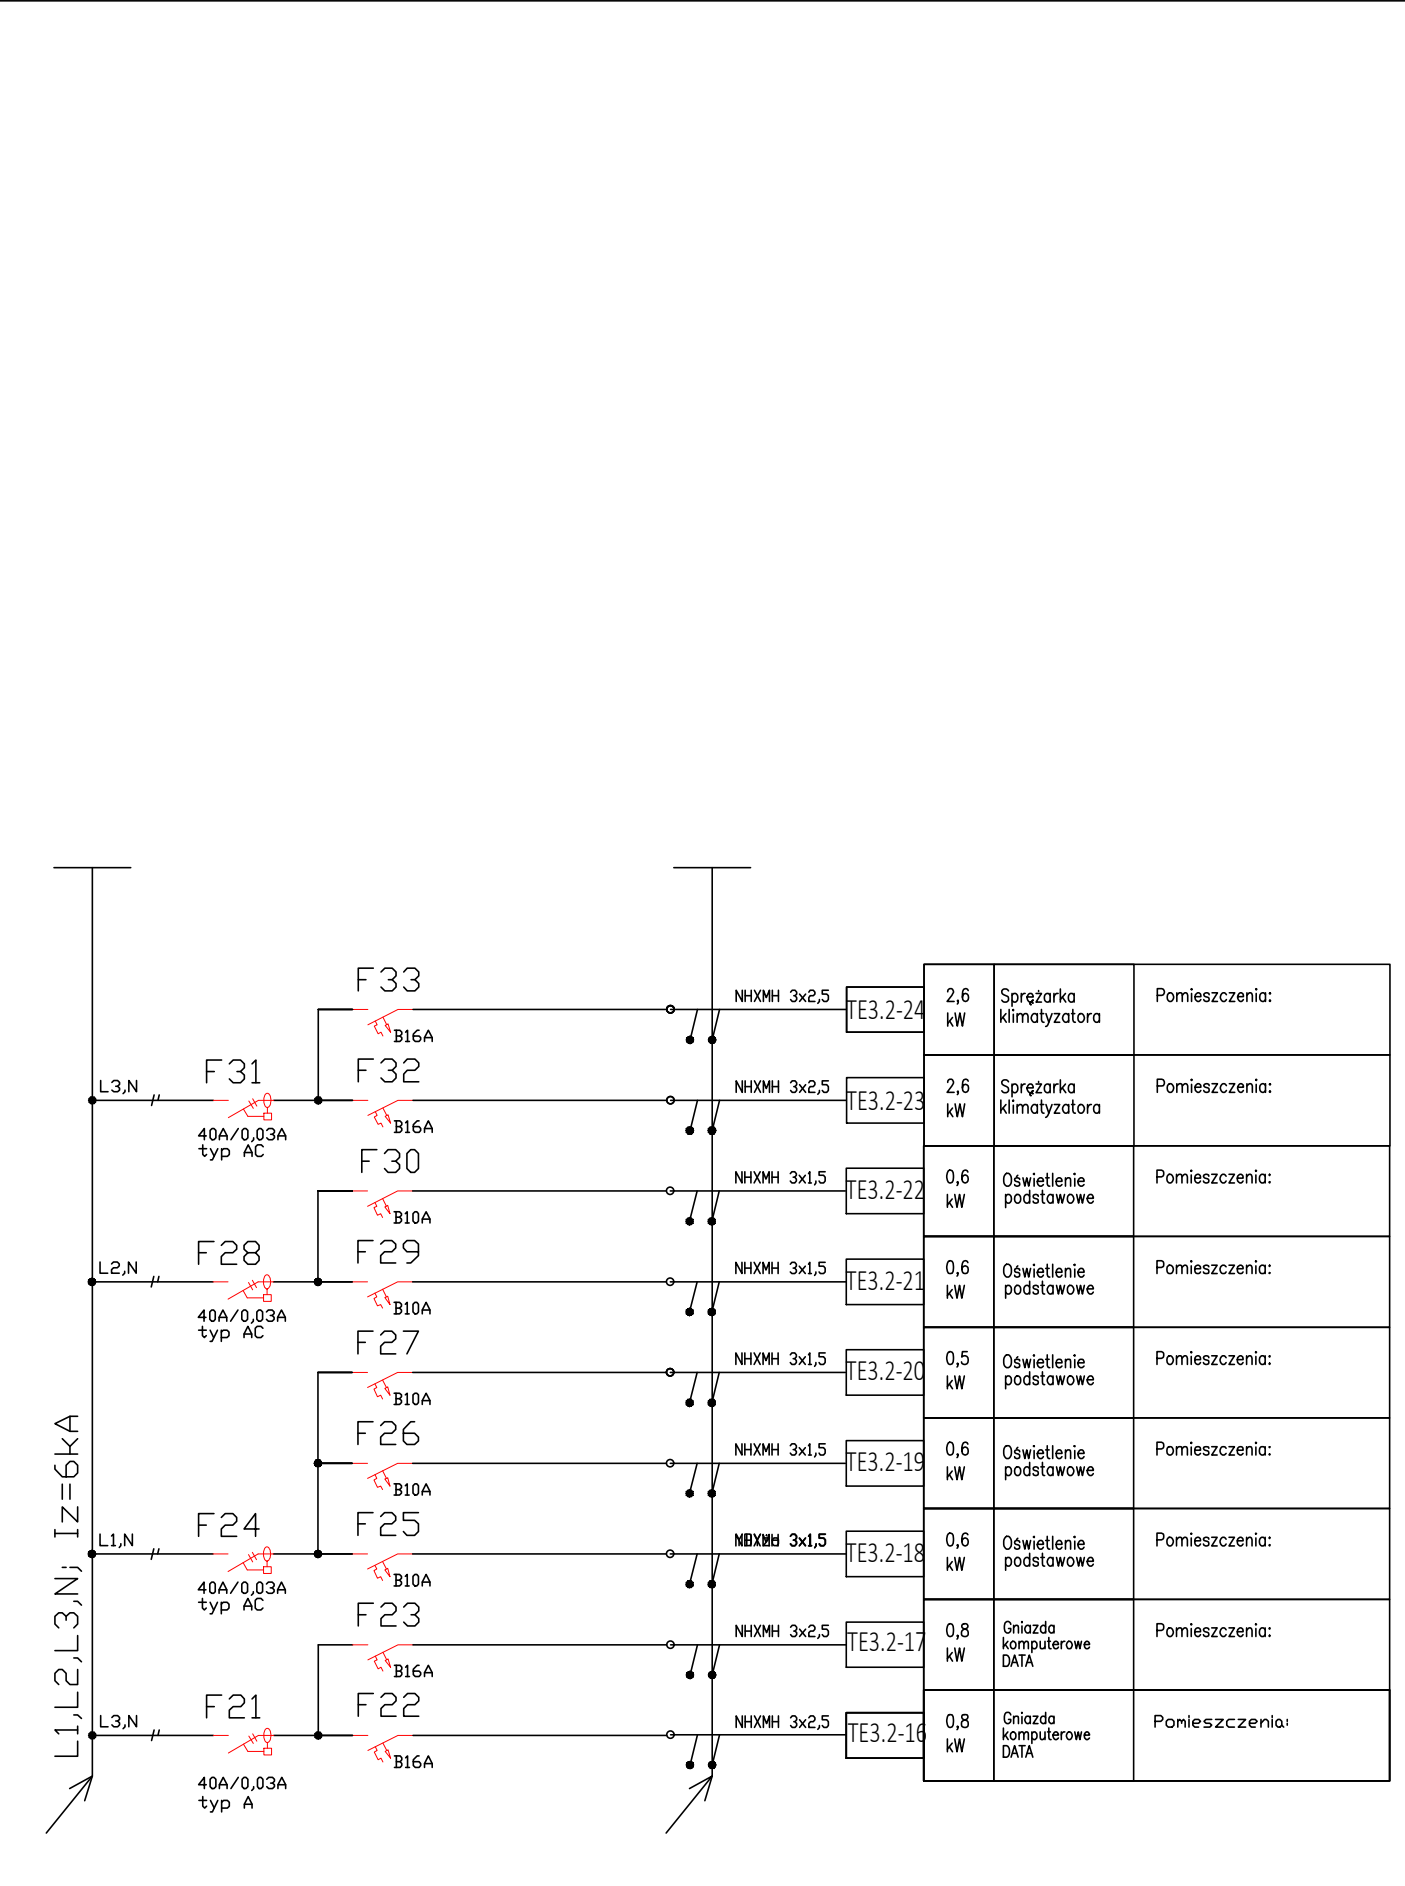 F33
B16A
NHXMH 3x2,5
TE3.2-24
2,6
kW
Sprężarka
klimatyzatora
Pomieszczenia:
L3,N
F31
40A/0,03A
typ AC
F32
B16A
NHXMH 3x2,5
TE3.2-23
2,6
kW
Sprężarka
klimatyzatora
Pomieszczenia:
F30
B10A
NHXMH 3x1,5
TE3.2-22
0,6
kW
Oświetlenie
podstawowe
Pomieszczenia:
L2,N
F28
40A/0,03A
typ AC
F29
B10A
NHXMH 3x1,5
TE3.2-21
0,6
kW
Oświetlenie
podstawowe
Pomieszczenia:
F27
B10A
NHXMH 3x1,5
TE3.2-20
0,5
kW
Oświetlenie
podstawowe
Pomieszczenia:
F26
B10A
NHXMH 3x1,5
TE3.2-19
0,6
kW
Oświetlenie
podstawowe
Pomieszczenia:
L1,N
F24
40A/0,03A
typ AC
F25
B10A
3x1,5
TE3.2-18
0,6
kW
Oświetlenie
podstawowe
Pomieszczenia:
F23
B16A
NHXMH 3x2,5
TE3.2-17
0,8
kW
Gniazda
komputerowe
DATA
Pomieszczenia:
L3,N
F21
40A/0,03A
typ A
F22
B16A
NHXMH 3x2,5
TE3.2-16
0,8
kW
Gniazda
komputerowe
DATA
Pomieszczenia:
L1,L2,L3,N; Iz=6kA